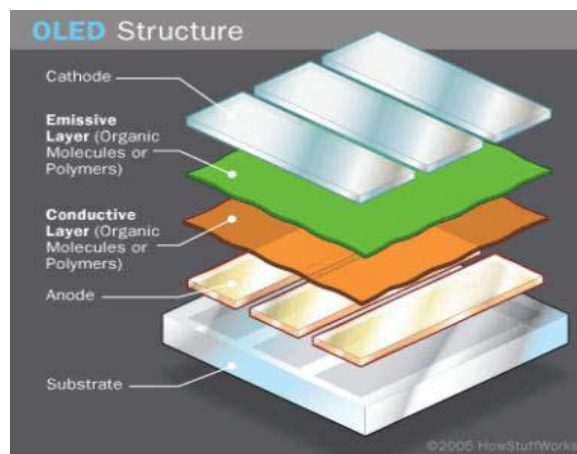 OLED Structure
Cathode
Emissive
Layer (Organic
Molecules or
Polymers)
Conductive
Layer (Organic
Molecules or
Polymers)
Anode
Substrate
©2005 HowStuffWorks